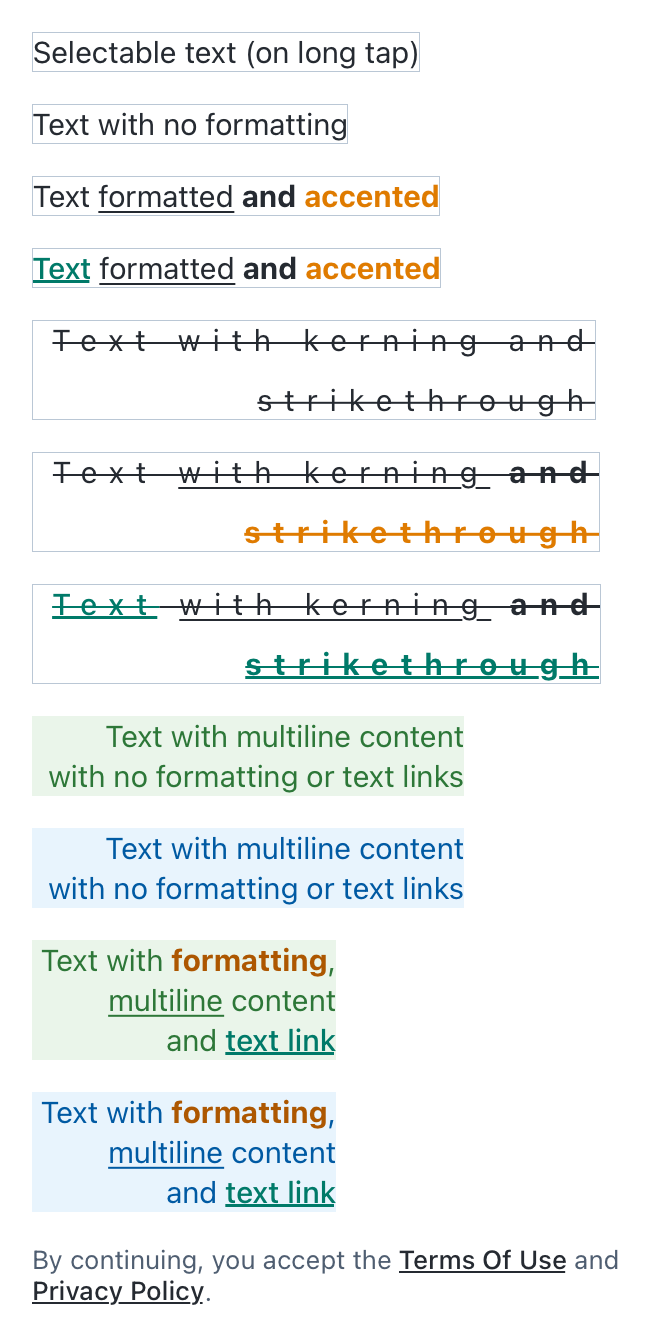 Selectable text (on long tap)
Text with no formatting
Text formatted and accented
Text formatted and accented
Text with kerning and
strikethrough
Text with kerning and
strikethrough
Text with kerning and
strikethrough
Text with multiline content
with no formatting or text links
Text with multiline content
with no formatting or text links
Text with formatting,
multiline content
and text link
Text with formatting,
multiline content
and text link
By continuing, you accept the Terms Of Use and
Privacy Policy.